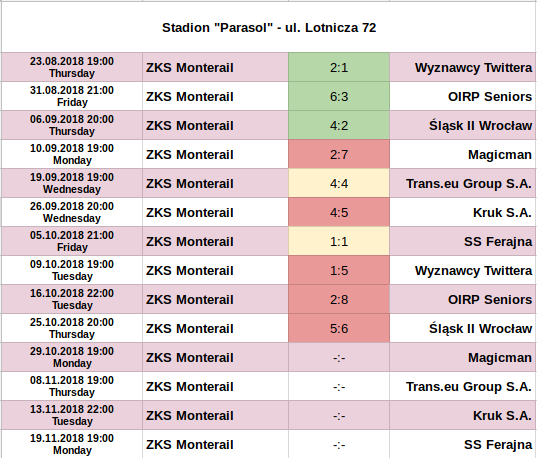 Stadion "Parasol" - ul. Lotnicza 72
23.08.2018 19:00
Thursday
ZKS Monterail 2:1 Wyznawcy Twittera
31.08.2018 21:00
Friday
ZKS Monterail 6:3 OIRP Seniors
06.09.2018 20:00
Thursday
ZKS Monterail 4:2 Śląsk II Wrocław
10.09.2018 19:00
Monday
ZKS Monterail 2:7 Magicman
19.09.2018 19:00
Wednesday
ZKS Monterail 4:4 Trans.eu Group S.A.
26.09.2018 20:00
Wednesday
ZKS Monterail 4:5 Kruk S.A.
05.10.2018 21:00
Friday
ZKS Monterail 1:1 SS Ferajna
09.10.2018 19:00
Tuesday
ZKS Monterail 1:5 Wyznawcy Twittera
16.10.2018 22:00
Tuesday
ZKS Monterail 2:8 OIRP Seniors
25.10.2018 20:00
Thursday
ZKS Monterail 5:6 Śląsk II Wrocław
29.10.2018 19:00
Monday
ZKS Monterail -:- Magicman
08.11.2018 19:00
Thursday
ZKS Monterail -:- Trans.eu Group S.A.
13.11.2018 22:00
Tuesday
ZKS Monterail -:- Kruk S.A.
19.11.2018 19:00
Monday
ZKS Monterail -:- SS Ferajna